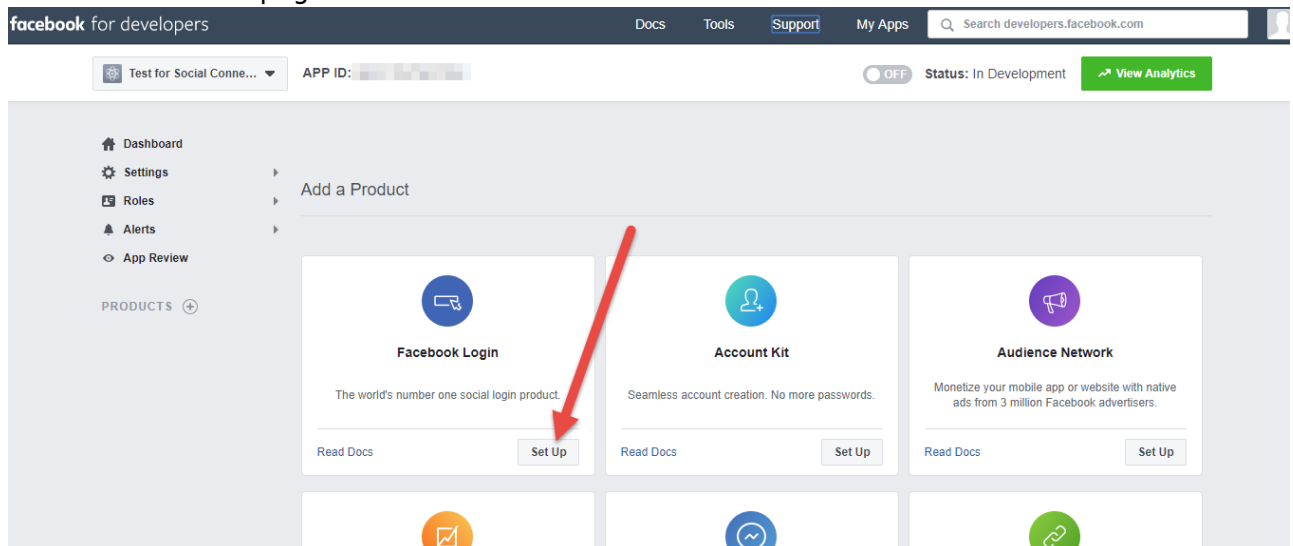 facebook for developers
Docs Tools Support My Apps Search developers.facebook.com
Test for Social Conne... APP ID: OFF Status: In Development View Analytics
Dashboard
Settings
Roles
Alerts
App Review
PRODUCTS
Add a Product
Facebook Login
The world's number one social login product.
Read Docs Set Up
Account Kit
Seamless account creation. No more passwords.
Read Docs Set Up
Audience Network
Monetize your mobile app or website with native
ads from 3 million Facebook advertisers.
Read Docs Set Up